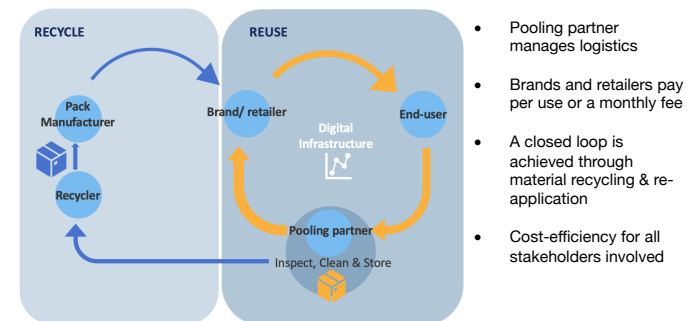 RECYCLE
REUSE
Pack
Manufacturer
Recycler
Brand/ retailer
End-user
Digital
Infrastructure
Pooling partner
Inspect, Clean & Store
• Pooling partner
manages logistics
• Brands and retailers pay
per use or a monthly fee
• A closed loop is
achieved through
material recycling & re-
application
• Cost-efficiency for all
stakeholders involved